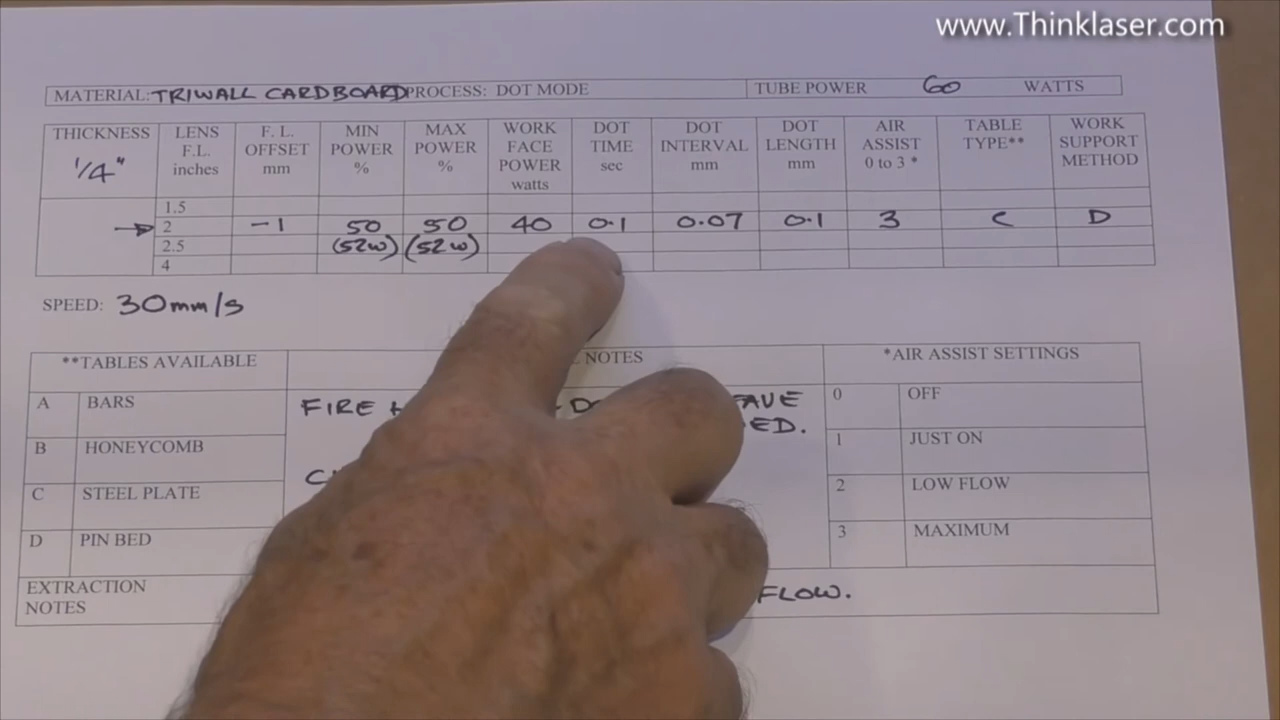 www.Thinklaser.com
MATERIAL: TRIWALL CARDBOARD PROCESS: DOT MODE TUBE POWER 60 WATTS
THICKNESS 1/4"
LENS F.L. inches
F. L. OFFSET mm
MIN POWER %
MAX POWER %
WORK FACE POWER watts
DOT TIME sec
DOT INTERVAL mm
DOT LENGTH mm
AIR ASSIST 0 to 3 *
TABLE TYPE**
WORK SUPPORT METHOD
1.5
2 -1 50 50 40 0.1 0.07 0.1 3 C D
2.5 (52w) (52w)
4
SPEED: 30mm/s
**TABLES AVAILABLE
A BARS
B HONEYCOMB
C STEEL PLATE
D PIN BED
NOTES
FIRE
*AIR ASSIST SETTINGS
0 OFF
1 JUST ON
2 LOW FLOW
3 MAXIMUM
EXTRACTION NOTES
FLOW.